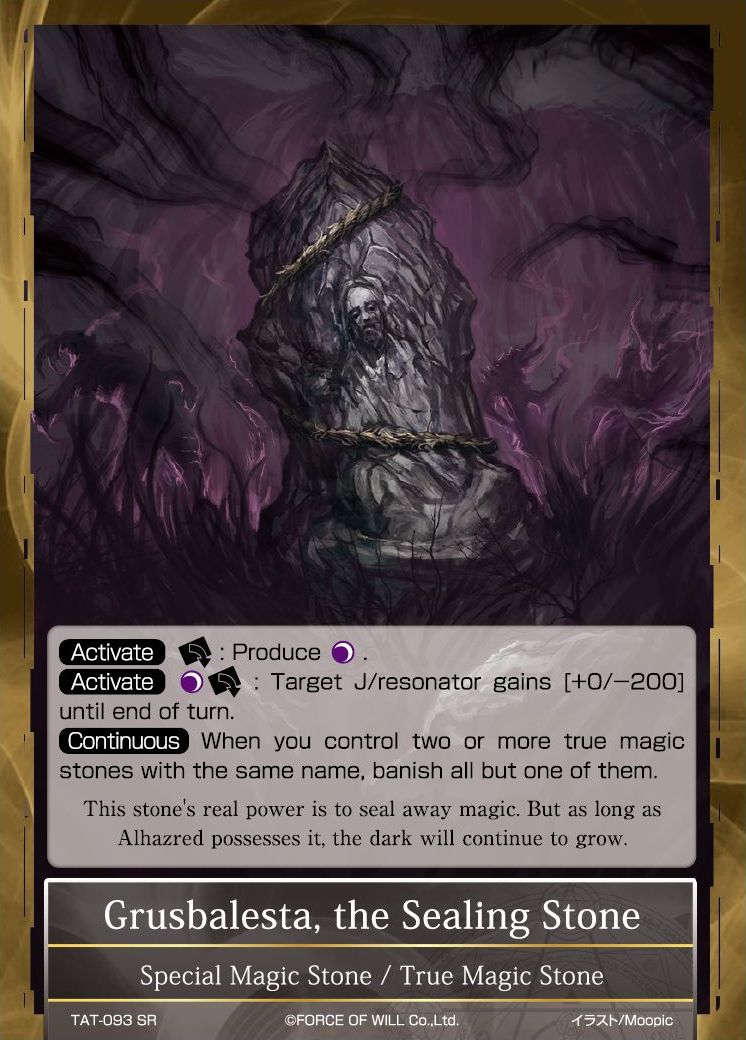 Activate : Produce .
Activate : Target J/resonator gains [+0/−200]
until end of turn.
Continuous When you control two or more true magic
stones with the same name, banish all but one of them.
This stone's real power is to seal away magic. But as long as
Alhazred possesses it, the dark will continue to grow.
Grusbalesta, the Sealing Stone
Special Magic Stone / True Magic Stone
TAT-093 SR ©FORCE OF WILL Co.,Ltd. イラスト/Moopic